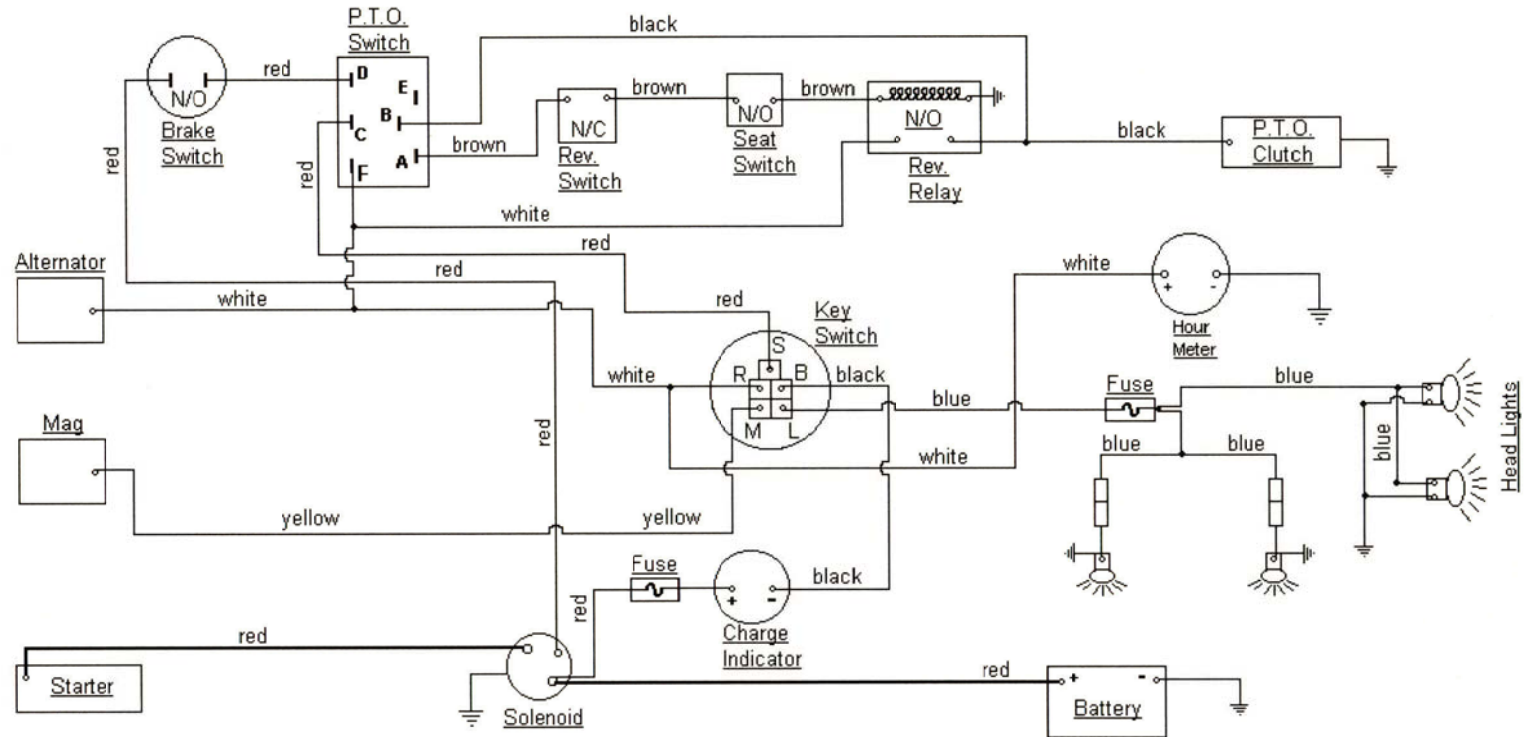 P.T.O.
Switch
black
red
D
E
N/O
B
C
A
F
Brake
Switch
brown
N/C
Rev.
Switch
brown
N/O
Seat
Switch
brown
N/O
Rev.
Relay
black
P.T.O.
Clutch
red
red
white
red
red
Alternator
white
white
+
-
Hour
Meter
red
Key
Switch
S
R
B
M
L
white
black
blue
Fuse
blue
Head Lights
Mag
red
white
blue
blue
blue
yellow
Fuse
+
-
black
red
Charge
Indicator
red
Starter
Solenoid
red
+
-
Battery